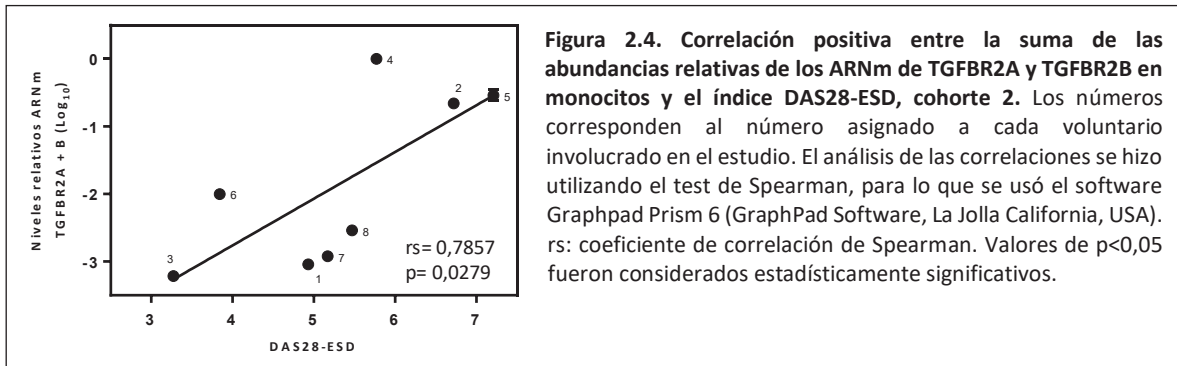 Niveles relativos ARNm
TGFBR2A + B (Log10)
0
-1
-2
-3
4
2
5
6
8
7
1
3
rs= 0,7857
p= 0,0279
3 4 5 6 7
DAS28-ESD
Figura 2.4. Correlación positiva entre la suma de las
abundancias relativas de los ARNm de TGFBR2A y TGFBR2B en
monocitos y el índice DAS28-ESD, cohorte 2. Los números
corresponden al número asignado a cada voluntario
involucrado en el estudio. El análisis de las correlaciones se hizo
utilizando el test de Spearman, para lo que se usó el software
Graphpad Prism 6 (GraphPad Software, La Jolla California, USA).
rs: coeficiente de correlación de Spearman. Valores de p<0,05
fueron considerados estadísticamente significativos.